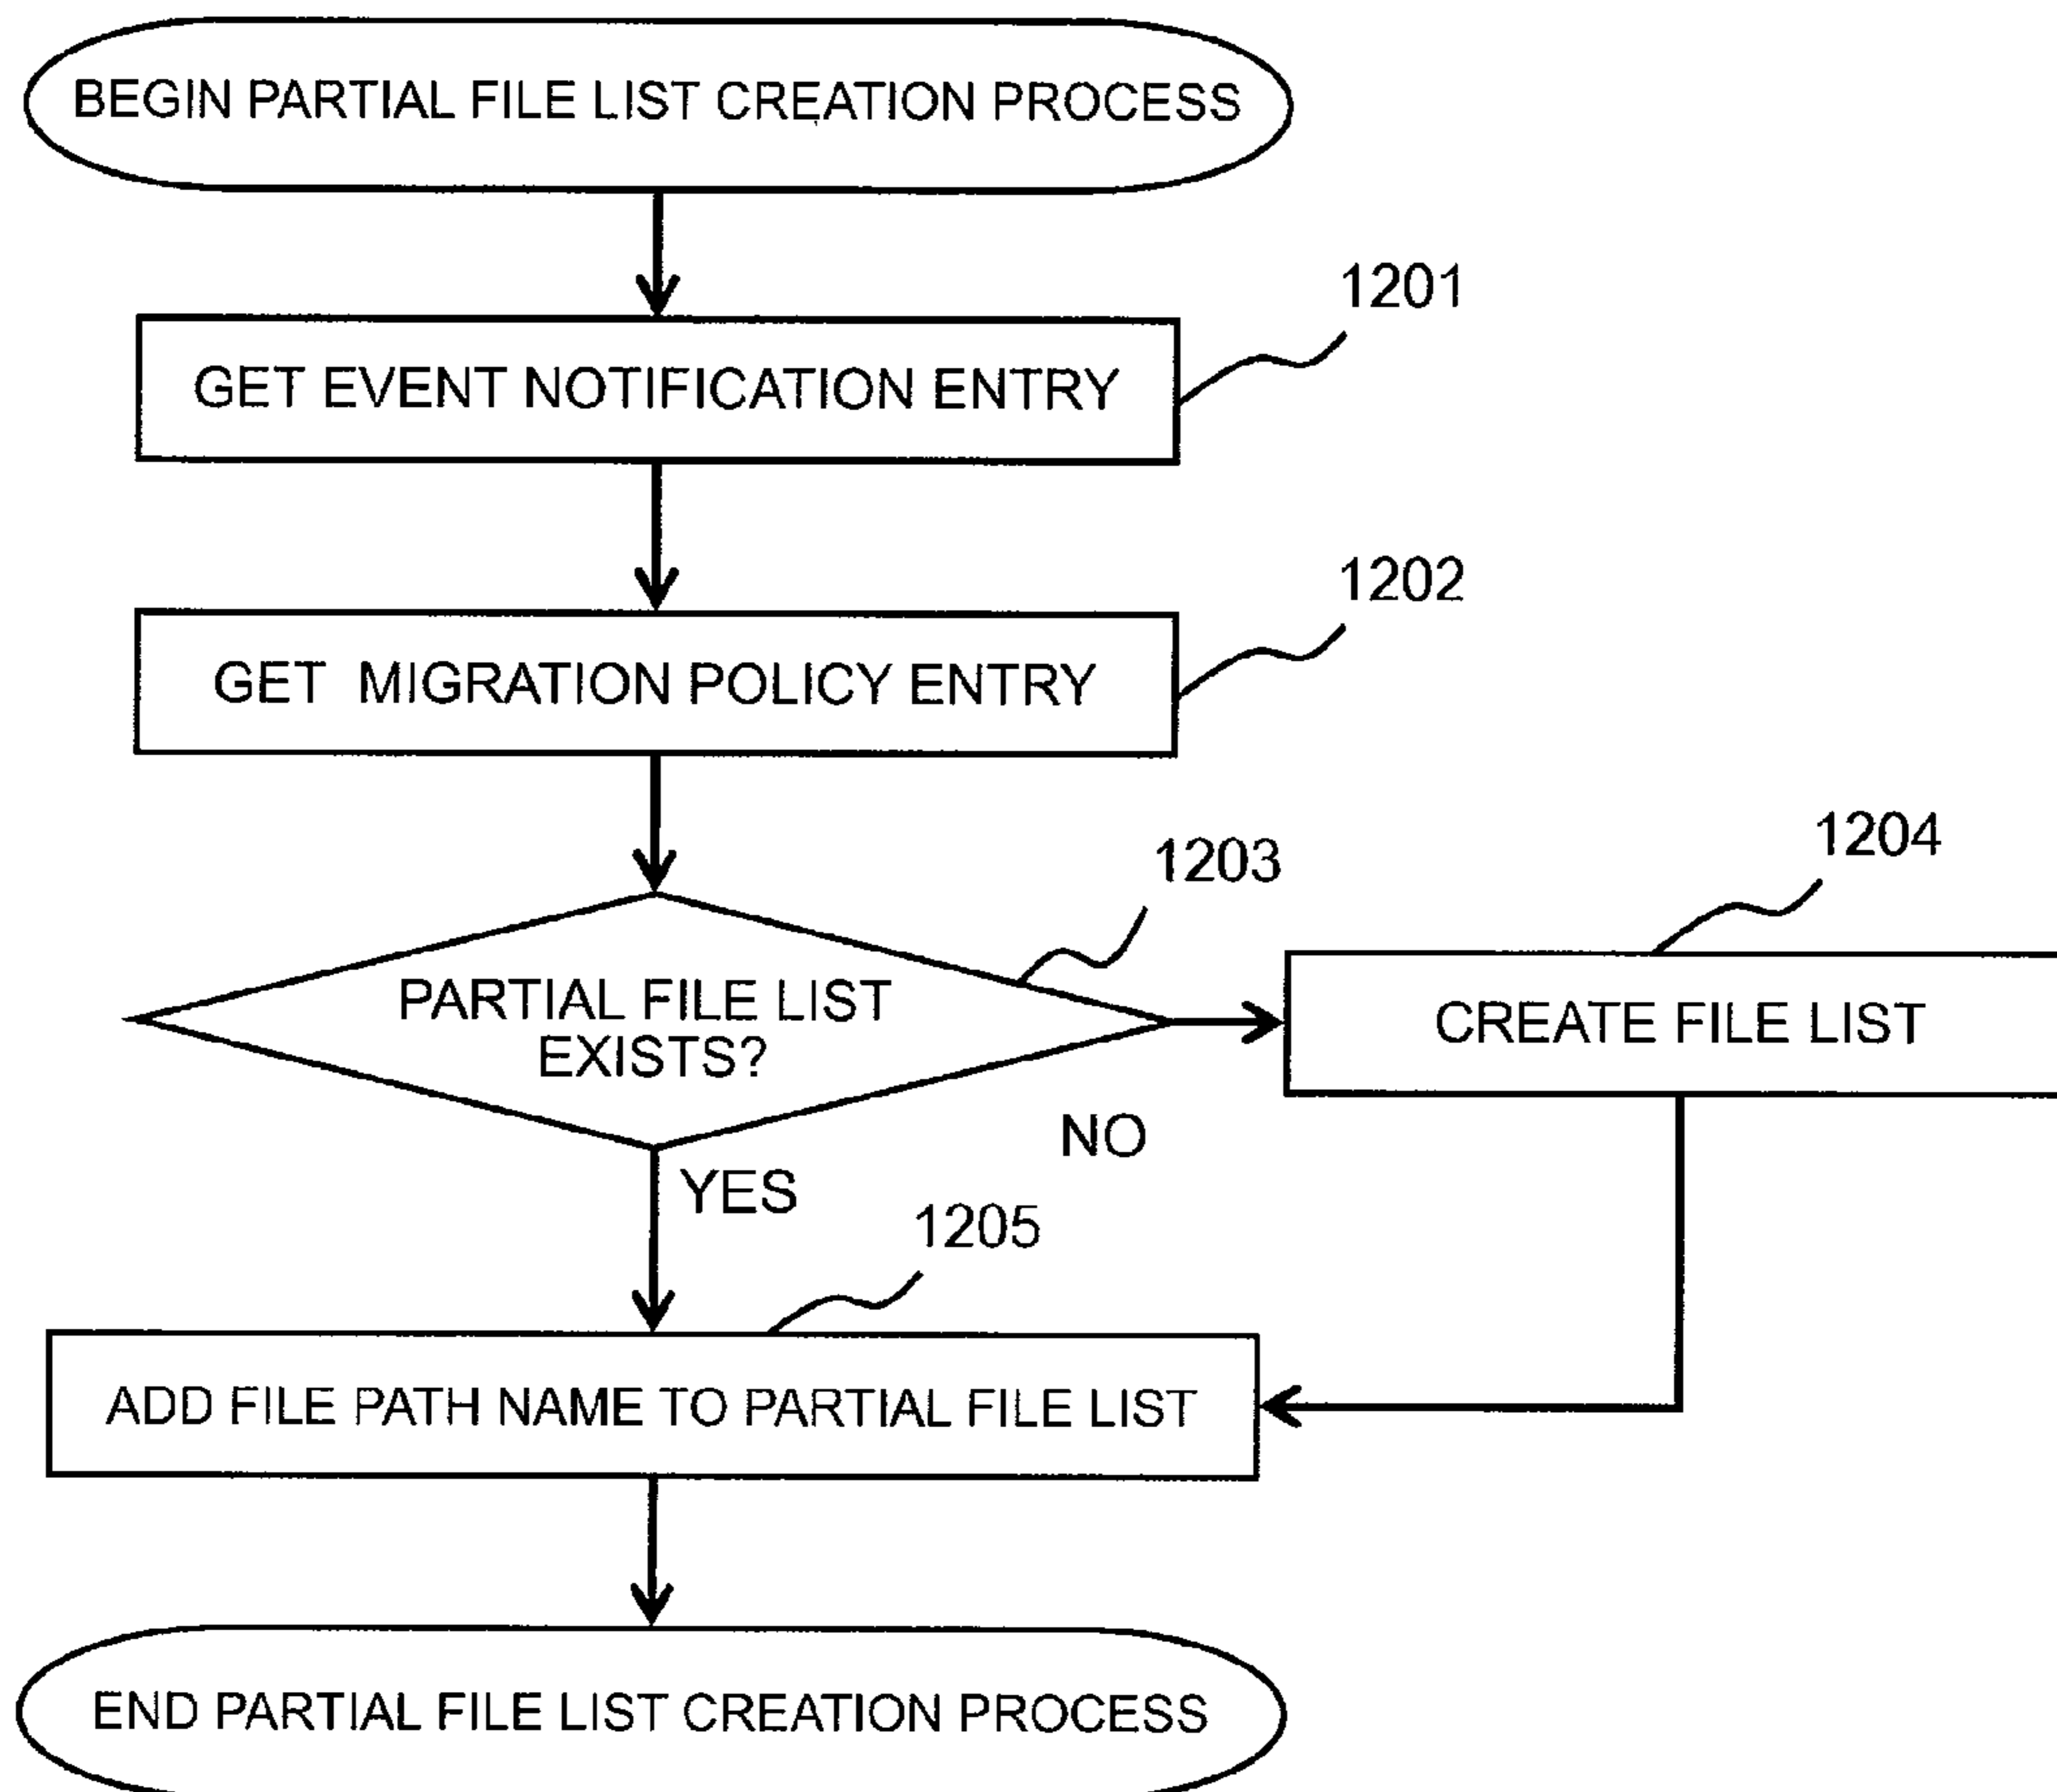 BEGIN PARTIAL FILE LIST CREATION PROCESS
1201
GET EVENT NOTIFICATION ENTRY
1202
GET MIGRATION POLICY ENTRY
1203
1204
PARTIAL FILE LIST
EXISTS?
CREATE FILE LIST
NO
YES
1205
ADD FILE PATH NAME TO PARTIAL FILE LIST
END PARTIAL FILE LIST CREATION PROCESS